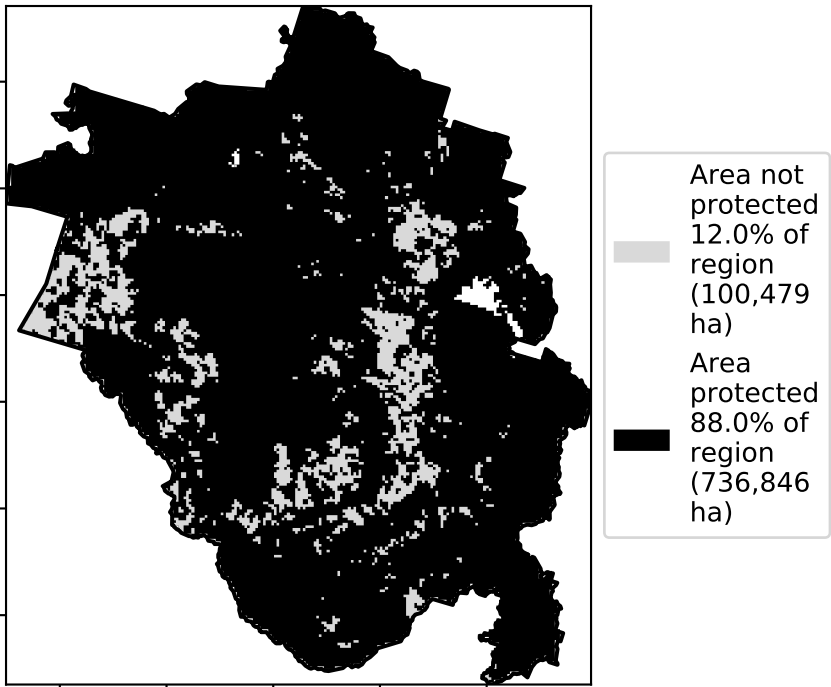 Area not
protected
12.0% of
region
(100,479
ha)
Area
protected
88.0% of
region
(736,846
ha)